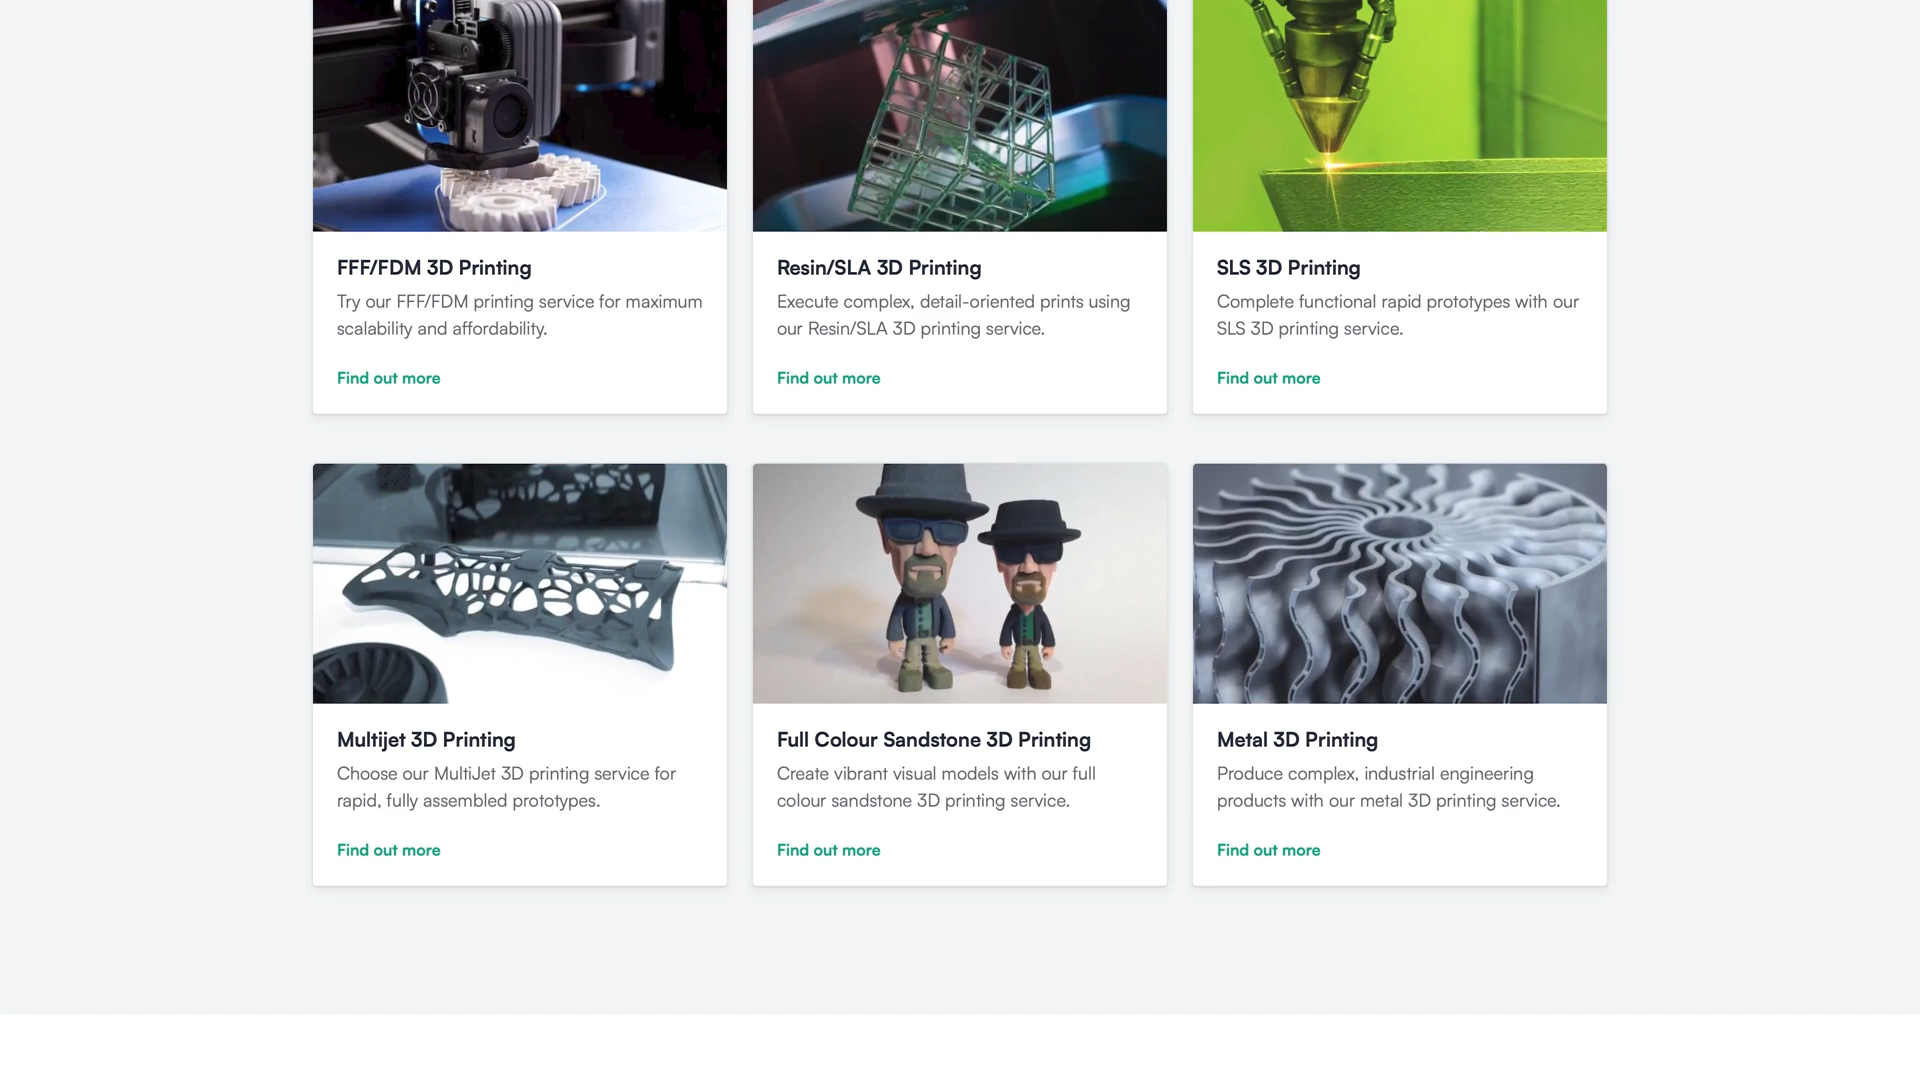 FFF/FDM 3D Printing
Try our FFF/FDM printing service for maximum
scalability and affordability.
Find out more
Resin/SLA 3D Printing
Execute complex, detail-oriented prints using
our Resin/SLA 3D printing service.
Find out more
SLS 3D Printing
Complete functional rapid prototypes with our
SLS 3D printing service.
Find out more
Multijet 3D Printing
Choose our MultiJet 3D printing service for
rapid, fully assembled prototypes.
Find out more
Full Colour Sandstone 3D Printing
Create vibrant visual models with our full
colour sandstone 3D printing service.
Find out more
Metal 3D Printing
Produce complex, industrial engineering
products with our metal 3D printing service.
Find out more